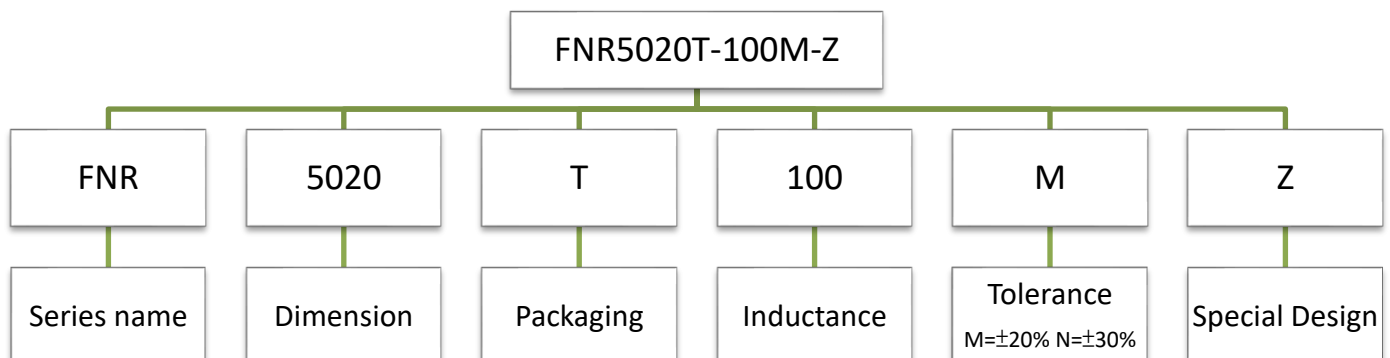 FNR5020T-100M-Z
FNR
5020
T
100
M
Z
Series name
Dimension
Packaging
Inductance
Tolerance
M=±20% N=±30%
Special Design